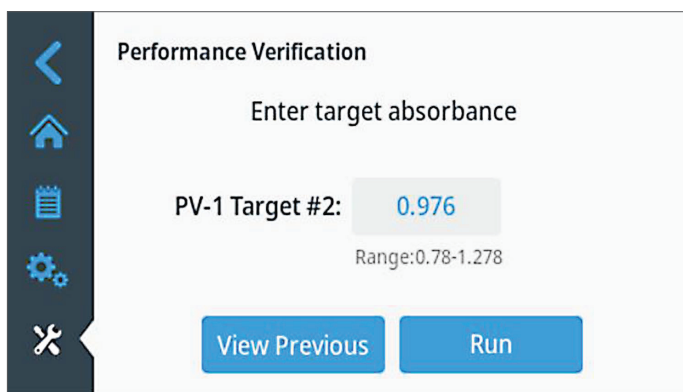 Performance Verification
Enter target absorbance
PV-1 Target #2: 0.976
Range:0.78-1.278
View Previous Run